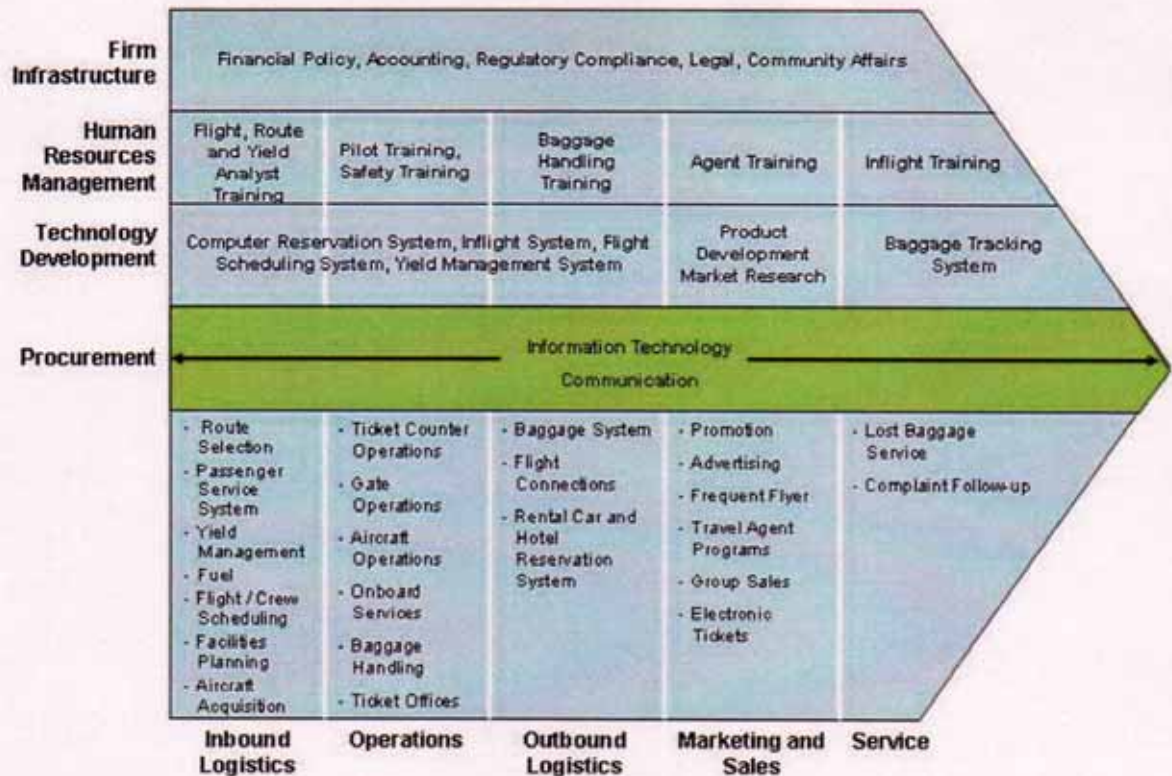 Firm
Infrastructure
Financial Policy, Accounting, Regulatory Compliance, Legal, Community Affairs
Human
Resources
Management
Flight, Route
and Yield
Analyst
Training
Pilot Training,
Safety Training
Baggage
Handling
Training
Agent Training
Inflight Training
Technology
Development
Computer Reservation System, Inflight System, Flight
Scheduling System, Yield Management System
Product
Development
Market Research
Baggage Tracking
System
Procurement
Information Technology
Communication
- Route
Selection
- Passenger
Service
System
- Yield
Management
- Fuel
- Flight / Crew
Scheduling
- Facilities
Planning
- Aircraft
Acquisition
- Ticket Counter
Operations
- Gate
Operations
- Aircraft
Operations
- Onboard
Services
- Baggage
Handling
- Ticket Offices
- Baggage System
- Flight
Connections
- Rental Car and
Hotel
Reservation
System
- Promotion
- Advertising
- Frequent Flyer
- Travel Agent
Programs
- Group Sales
- Electronic
Tickets
- Lost Baggage
Service
- Complaint Follow-up
Inbound
Logistics
Operations
Outbound
Logistics
Marketing and
Sales
Service